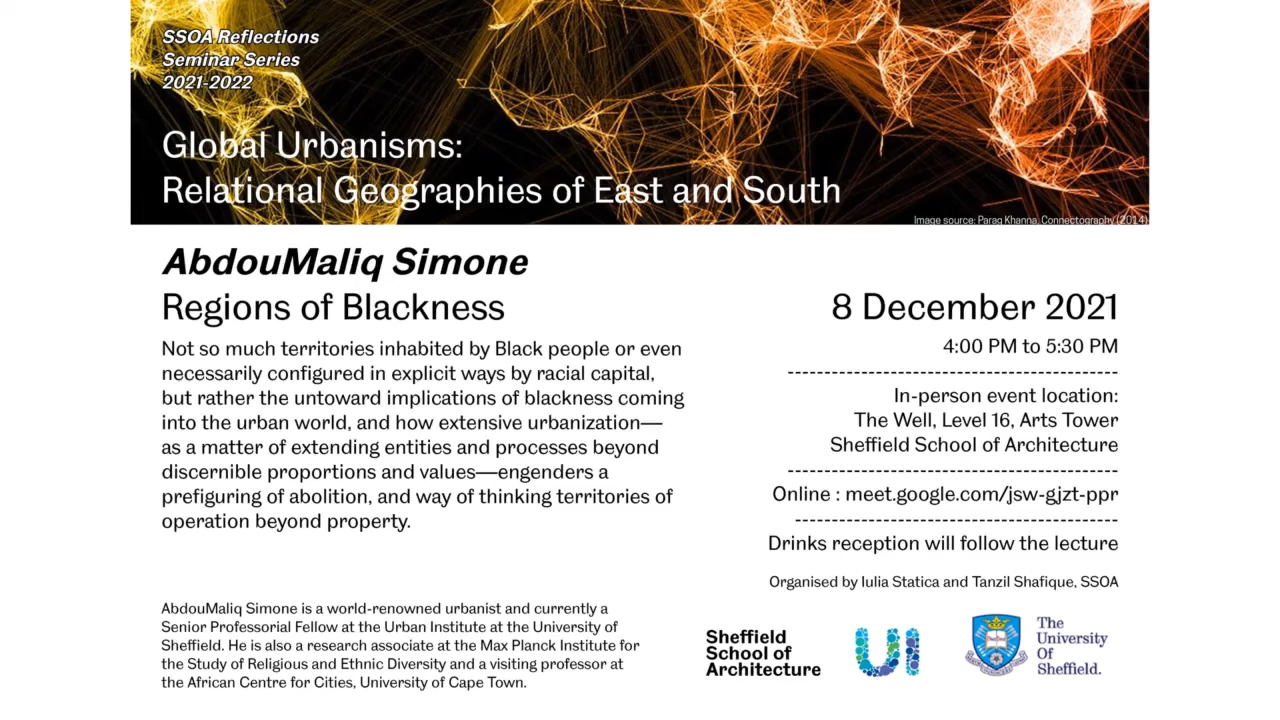 SSOA Reflections
Seminar Series
2021-2022
Global Urbanisms:
Relational Geographies of East and South
Image source: Parag Khanna, Connectography (2014)
AbdouMaliq Simone
Regions of Blackness
Not so much territories inhabited by Black people or even
necessarily configured in explicit ways by racial capital,
but rather the untoward implications of blackness coming
into the urban world, and how extensive urbanization—
as a matter of extending entities and processes beyond
discernible proportions and values—engenders a
prefiguring of abolition, and way of thinking territories of
operation beyond property.
8 December 2021
4:00 PM to 5:30 PM
---------------------------------------------
In-person event location:
The Well, Level 16, Arts Tower
Sheffield School of Architecture
---------------------------------------------
Online : meet.google.com/jsw-gjzt-ppr
--------------------------------------------
Drinks reception will follow the lecture
Organised by Iulia Statica and Tanzil Shafique, SSOA
AbdouMaliq Simone is a world-renowned urbanist and currently a
Senior Professorial Fellow at the Urban Institute at the University of
Sheffield. He is also a research associate at the Max Planck Institute for
the Study of Religious and Ethnic Diversity and a visiting professor at
the African Centre for Cities, University of Cape Town.
Sheffield
School of
Architecture
UI
The
University
Of
Sheffield.